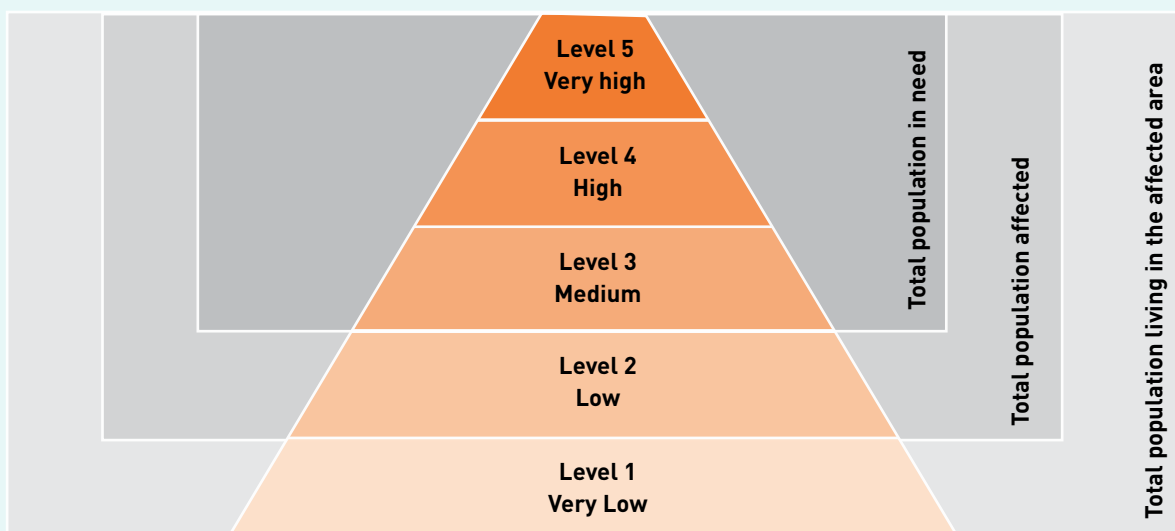 Level 5
Very high
Level 4
High
Level 3
Medium
Level 2
Low
Level 1
Very Low
Total population in need
Total population affected
Total population living in the affected area